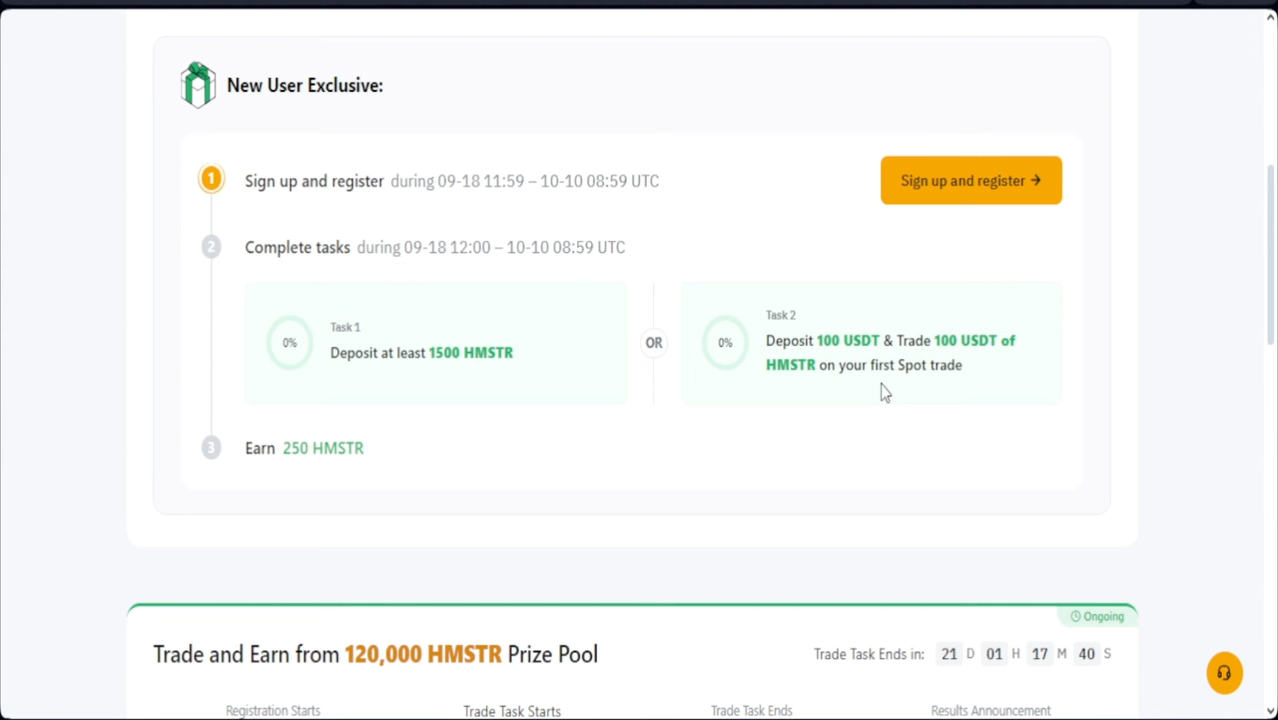 New User Exclusive:
1 Sign up and register during 09-18 11:59 – 10-10 08:59 UTC
Sign up and register →
2 Complete tasks during 09-18 12:00 – 10-10 08:59 UTC
0%
Task 1
Deposit at least 1500 HMSTR
OR
0%
Task 2
Deposit 100 USDT & Trade 100 USDT of
HMSTR on your first Spot trade
3 Earn 250 HMSTR
Ongoing
Trade and Earn from 120,000 HMSTR Prize Pool
Trade Task Ends in: 21 D 01 H 17 M 40 S
Registration Starts
Trade Task Starts
Trade Task Ends
Results Announcement